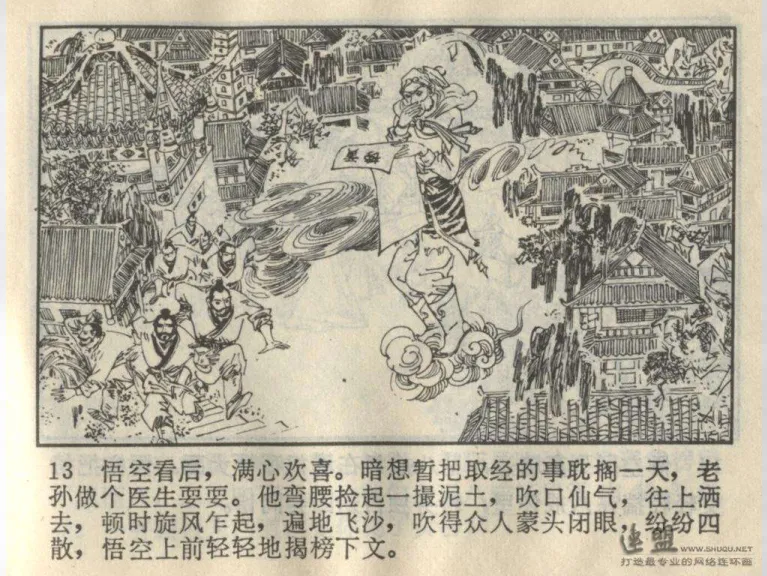 13 悟空看后，满心欢喜。暗想暂把取经的事耽搁一天，老
孙做个医生耍耍。他弯腰捡起一撮泥土，吹口仙气，往上洒
去，顿时旋风乍起，遍地飞沙，吹得众人蒙头闭眼，纷纷四
散，悟空上前轻轻地揭榜下文。
连盟 WWW.SHUQU.NET
打造最专业的网络连环画